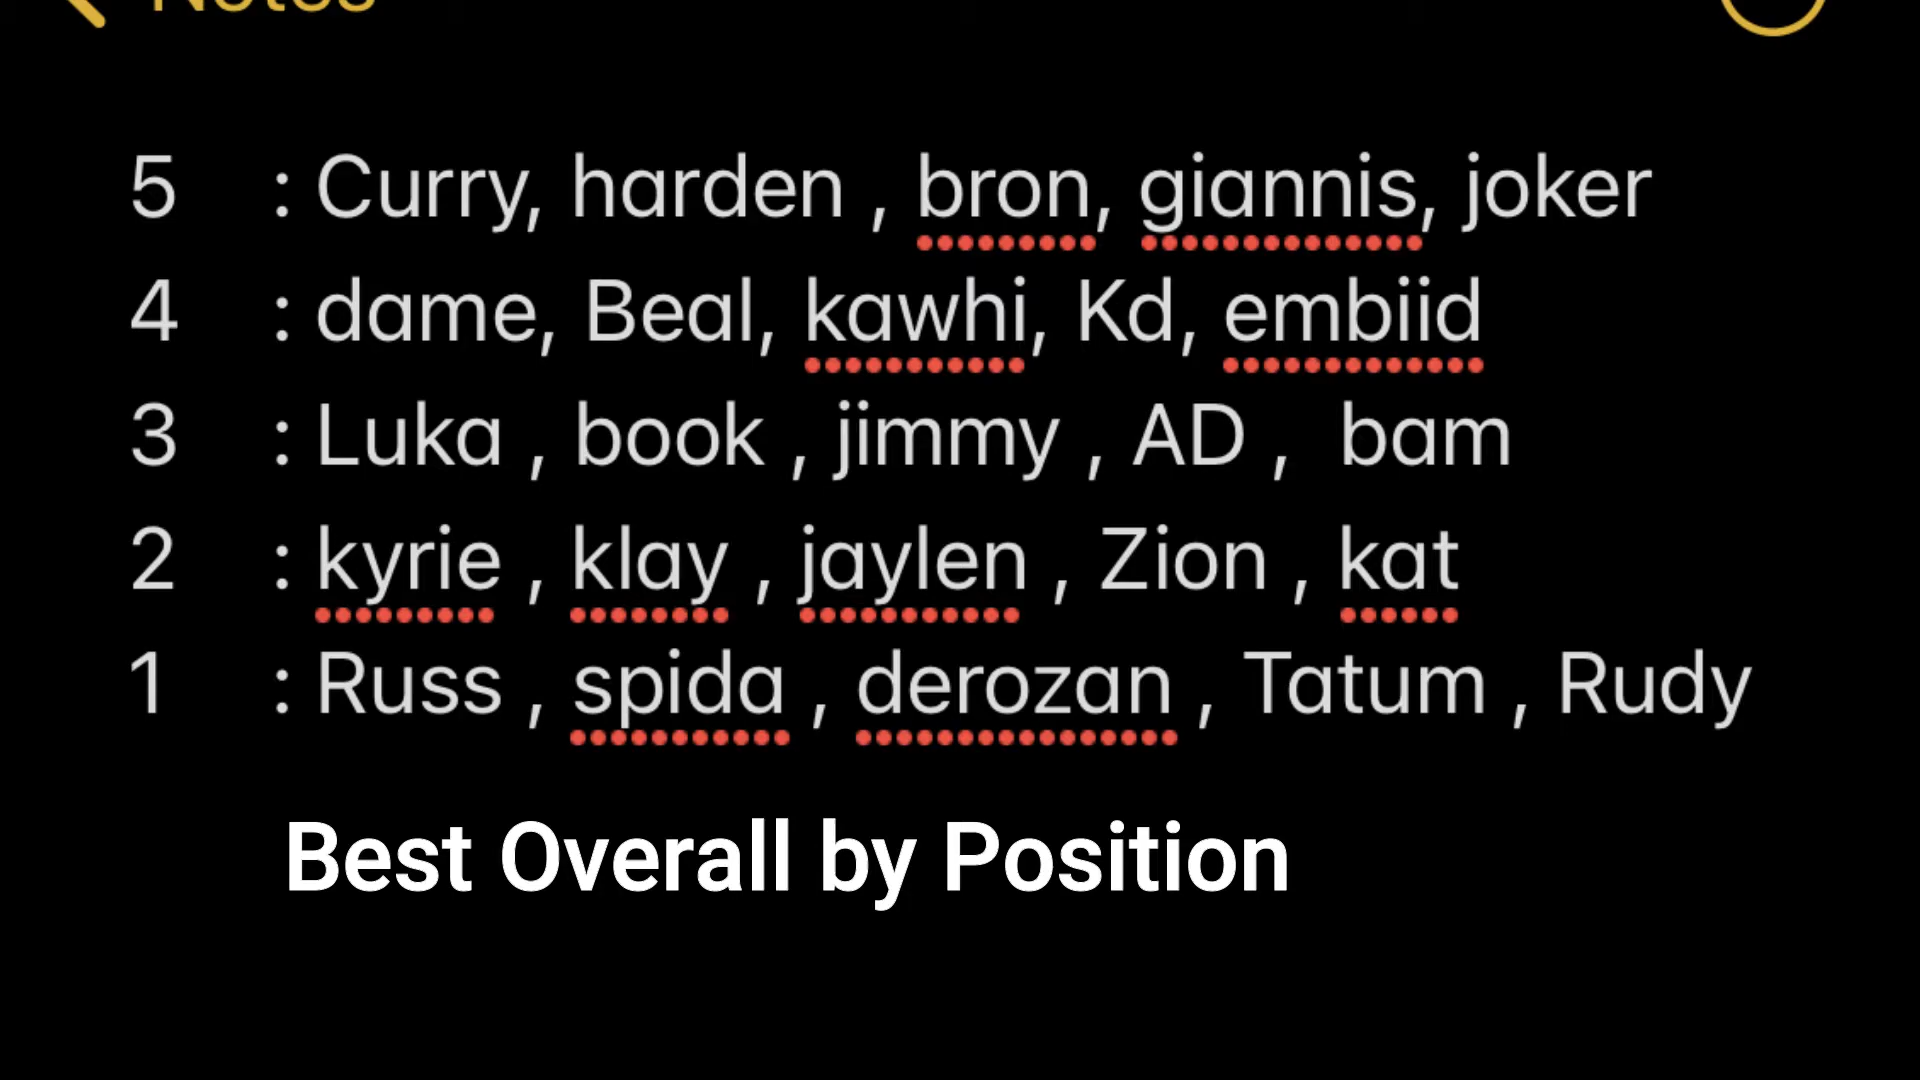 Notes
5 : Curry, harden , bron, giannis, joker
4 : dame, Beal, kawhi, Kd, embiid
3 : Luka , book , jimmy , AD , bam
2 : kyrie , klay , jaylen , Zion , kat
1 : Russ , spida , derozan , Tatum , Rudy
Best Overall by Position